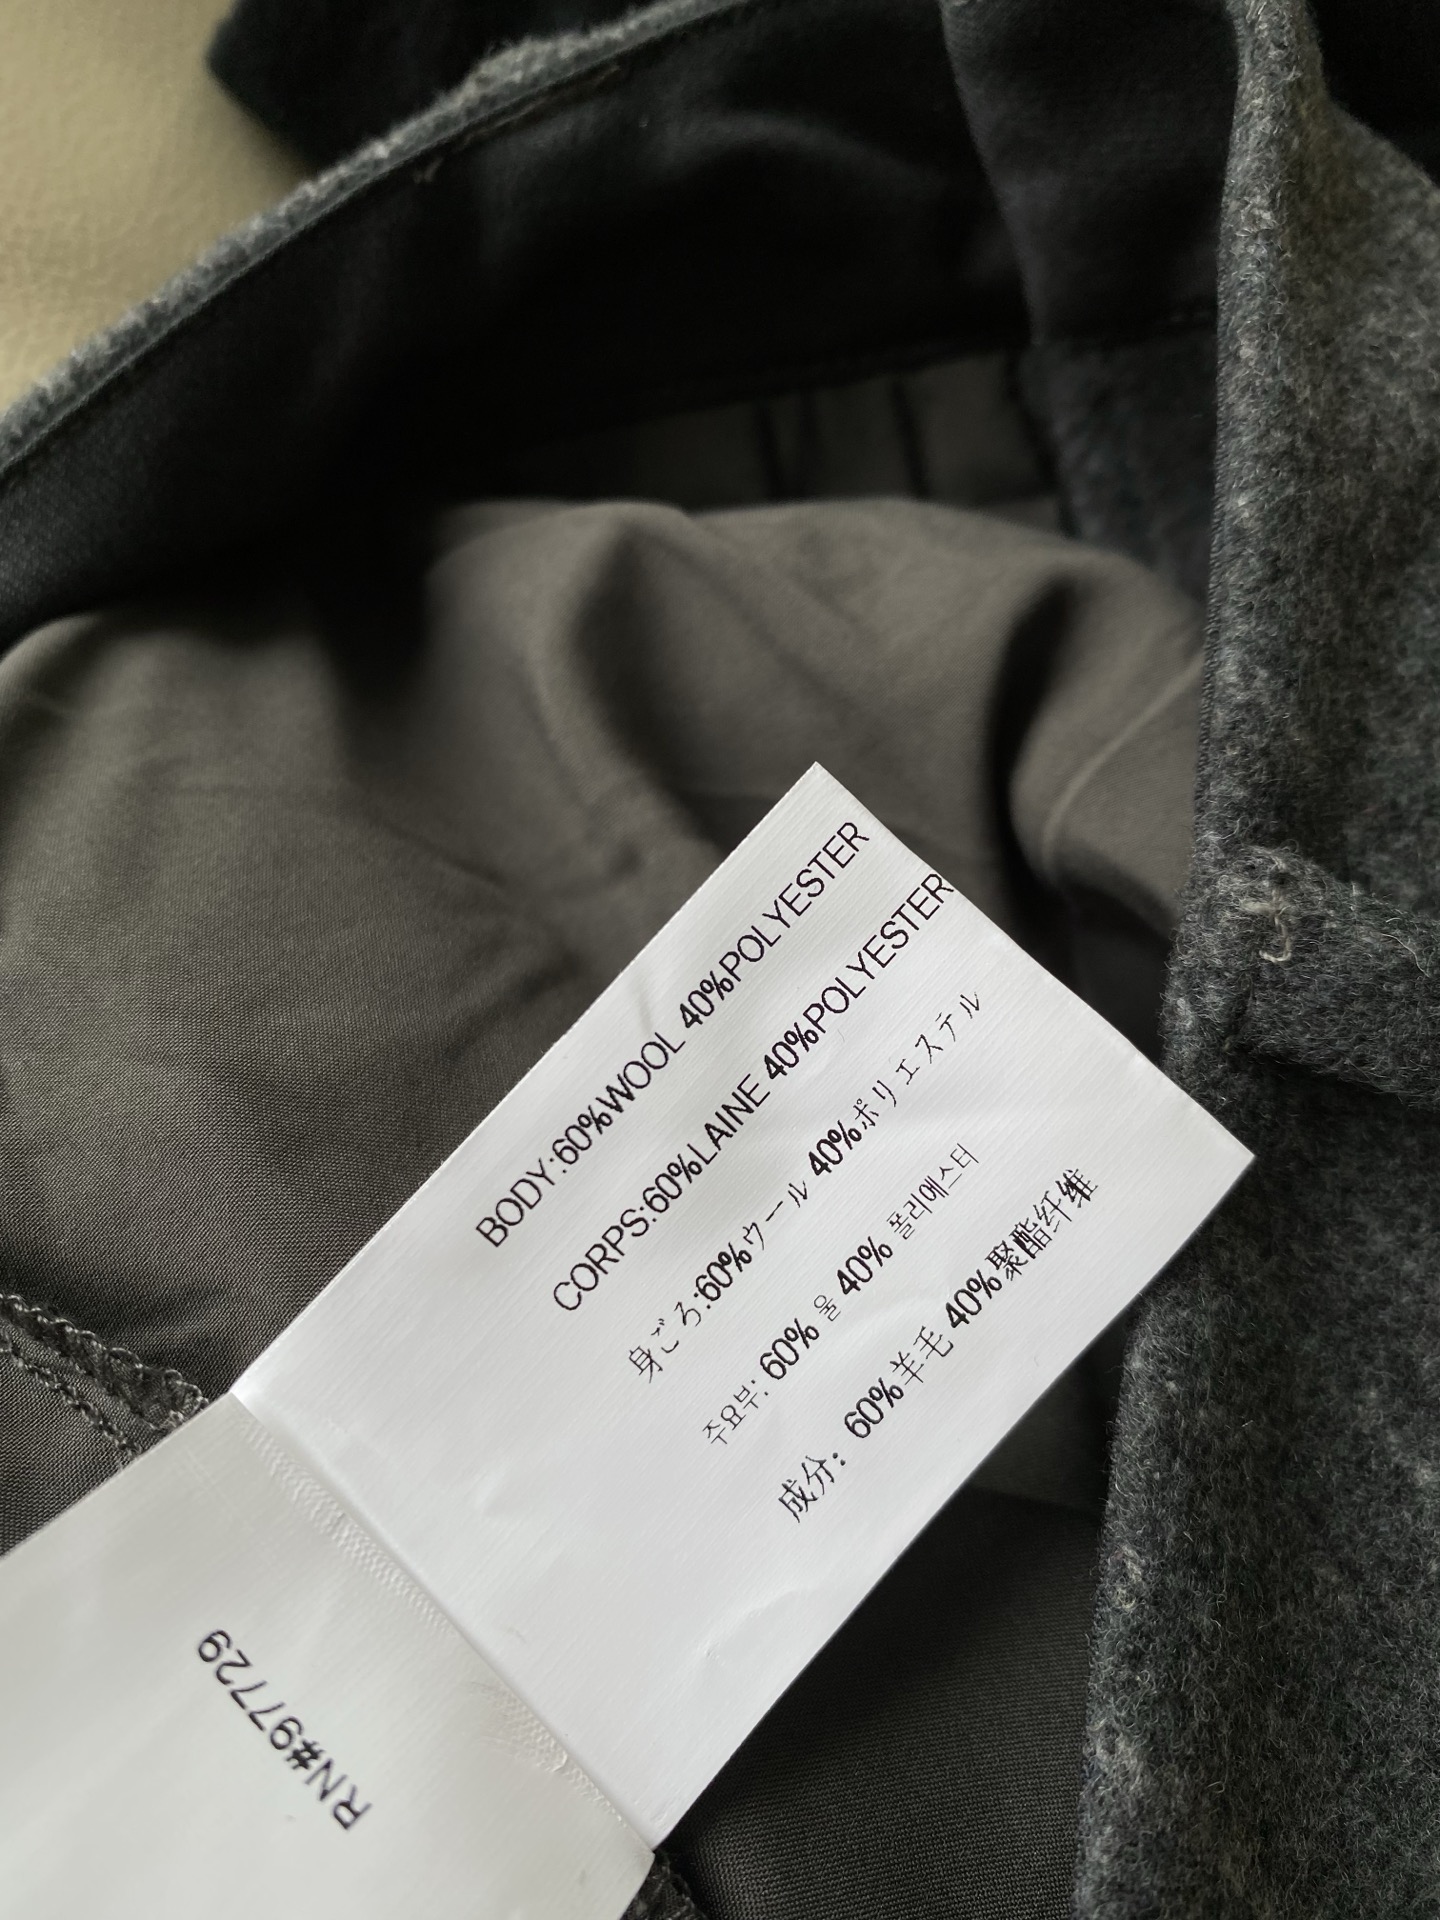 BODY:60%WOOL 40%POLYESTER
CORPS:60%LAINE 40%POLYESTER
身ごろ:60%ウール 40%ポリエステル
주요부: 60% 울 40% 폴리에스터
成分: 60%羊毛 40%聚酯纤维
RN#97729